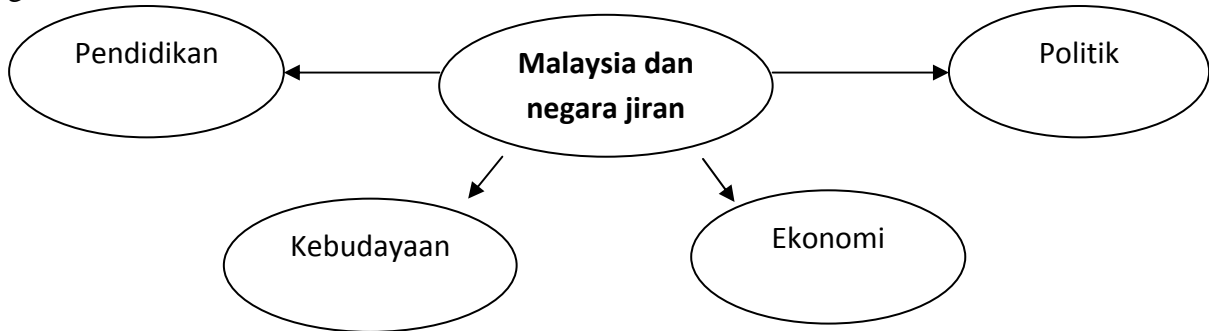 Pendidikan
Malaysia dan
negara jiran
Politik
Kebudayaan
Ekonomi